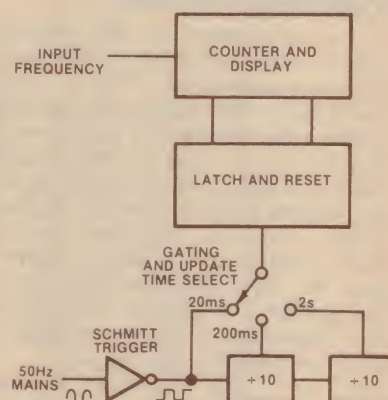 INPUT
FREQUENCY
COUNTER AND
DISPLAY
LATCH AND RESET
GATING
AND UPDATE
TIME SELECT
20ms
2s
200ms
SCHMITT
TRIGGER
50Hz
MAINS
÷10
÷10